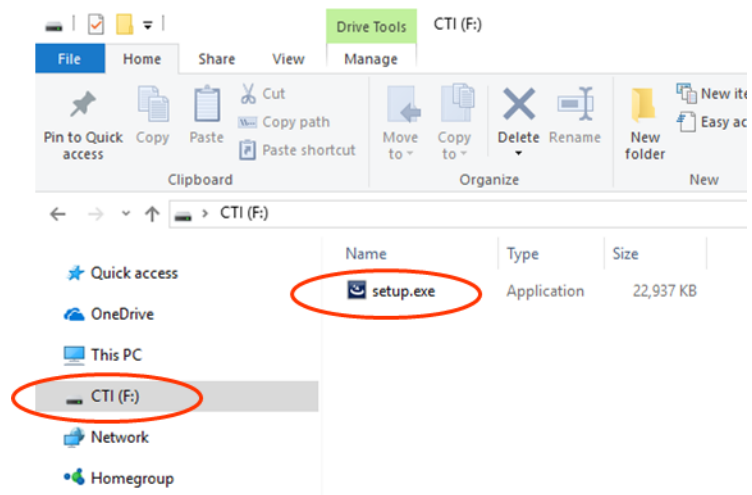 Drive Tools CTI (F:)
File Home Share View Manage
Pin to Quick access
Copy
Paste
Cut
Copy path
Paste shortcut
Clipboard
Move to
Copy to
Delete
Rename
Organize
New folder
New ite
Easy ac
New
CTI (F:)
Name Type Size
setup.exe Application 22,937 KB
Quick access
OneDrive
This PC
CTI (F:)
Network
Homegroup